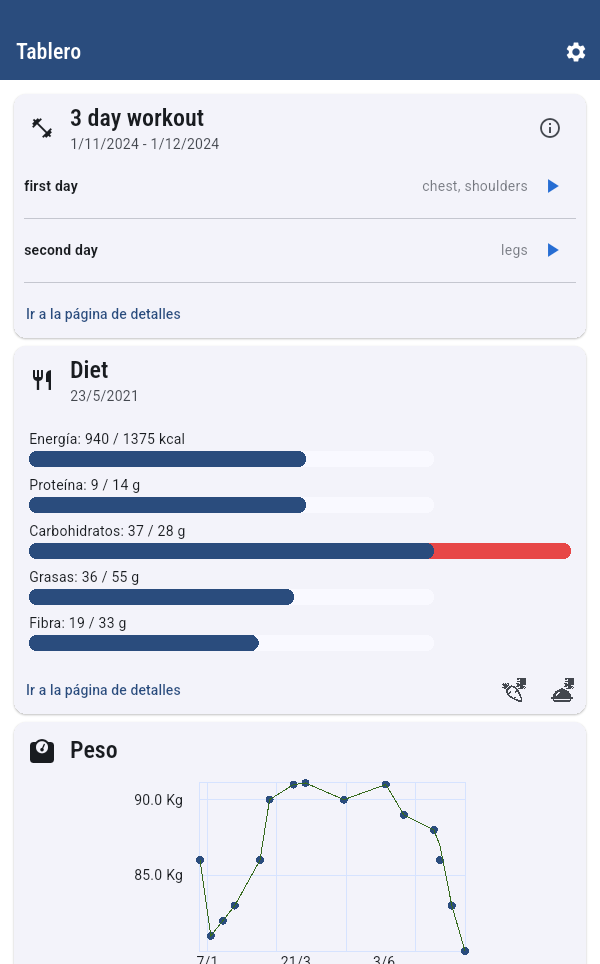 Tablero
3 day workout
1/11/2024 - 1/12/2024
first day chest, shoulders
second day legs
Ir a la página de detalles
Diet
23/5/2021
Energía: 940 / 1375 kcal
Proteína: 9 / 14 g
Carbohidratos: 37 / 28 g
Grasas: 36 / 55 g
Fibra: 19 / 33 g
Ir a la página de detalles
Peso
90.0 Kg
85.0 Kg
7/1 21/3 3/6